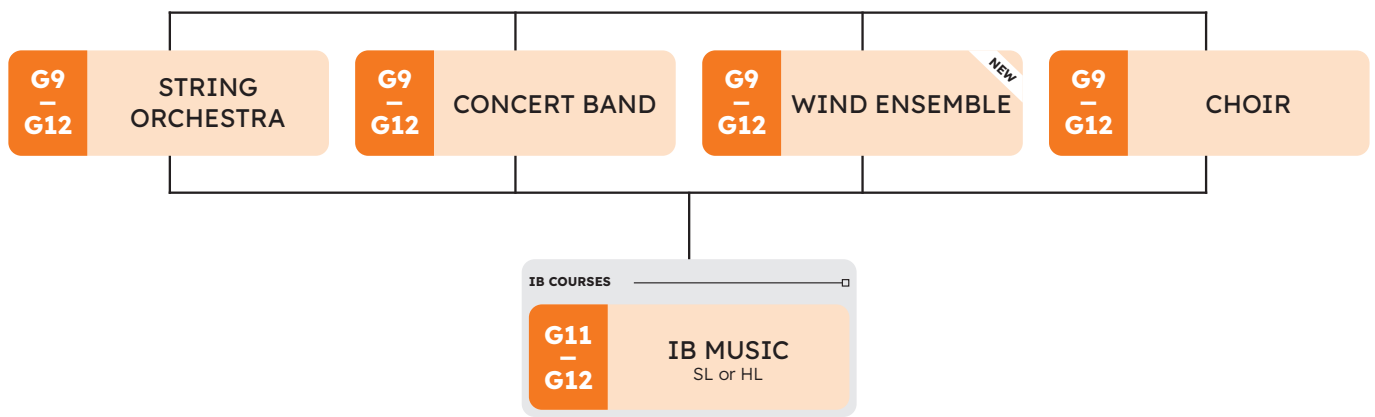 G9
–
G12
STRING
ORCHESTRA
G9
–
G12
CONCERT BAND
G9
–
G12
WIND ENSEMBLE
NEW
G9
–
G12
CHOIR
IB COURSES
G11
–
G12
IB MUSIC
SL or HL